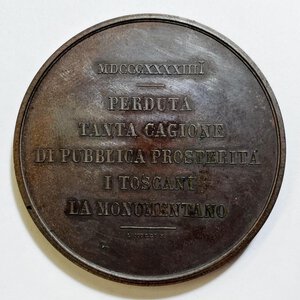 MDCCCXXXXIIII
PERDUTA
TANTA CAGIONE
DI PUBBLICA PROSPERITÀ
I TOSCANI
LA MONUMENTANO